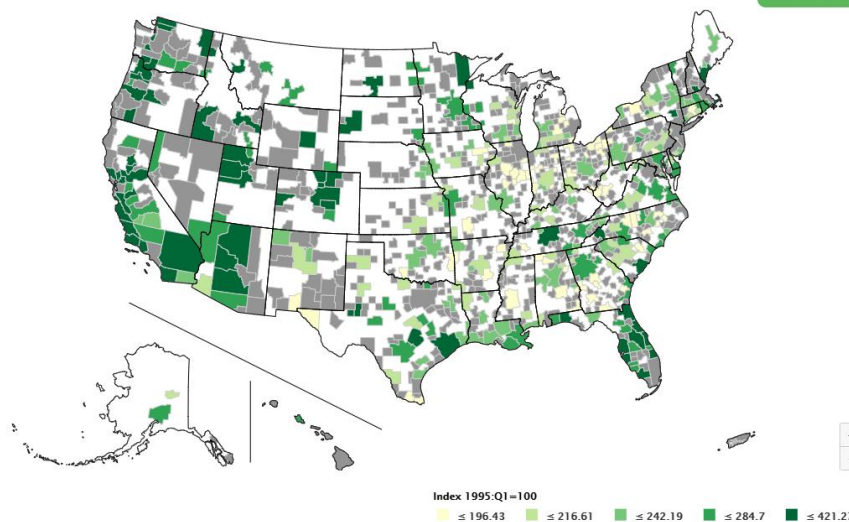 Index 1995:Q1=100
≤ 196.43 ≤ 216.61 ≤ 242.19 ≤ 284.7